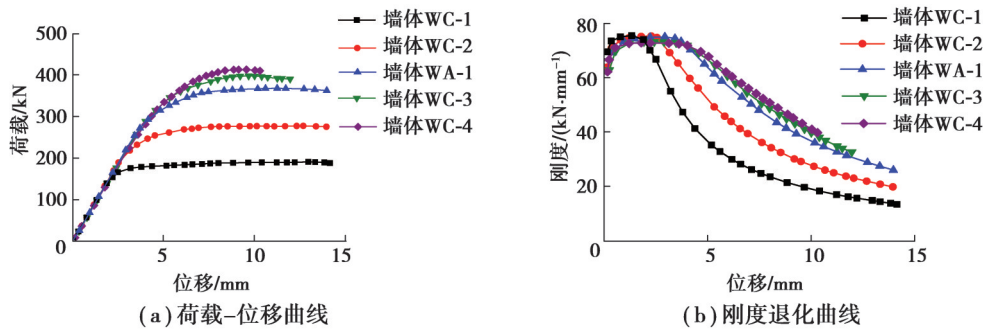 500
400
300
200
100
0
0
5
10
15
荷载/kN
位移/mm
墙体WC-1
墙体WC-2
墙体WA-1
墙体WC-3
墙体WC-4
(a)荷载-位移曲线
80
60
40
20
0
5
10
15
刚度/(kN·mm⁻¹)
位移/mm
墙体WC-1
墙体WC-2
墙体WA-1
墙体WC-3
墙体WC-4
(b)刚度退化曲线